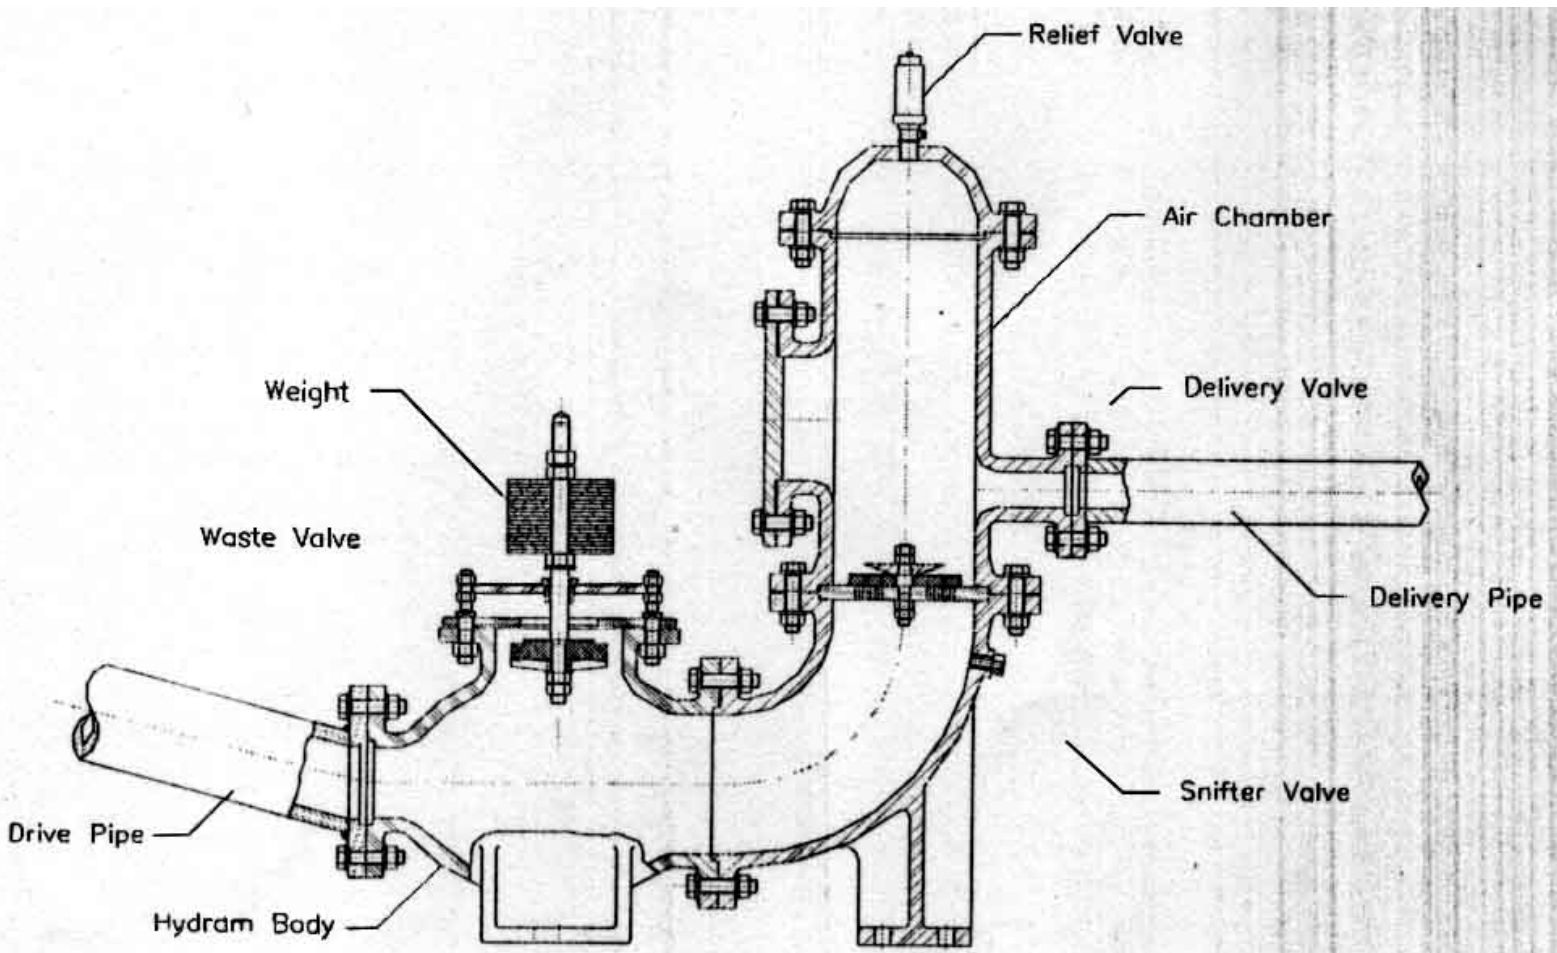 Relief Valve
Air Chamber
Delivery Valve
Weight
Waste Valve
Delivery Pipe
Snifter Valve
Drive Pipe
Hydram Body